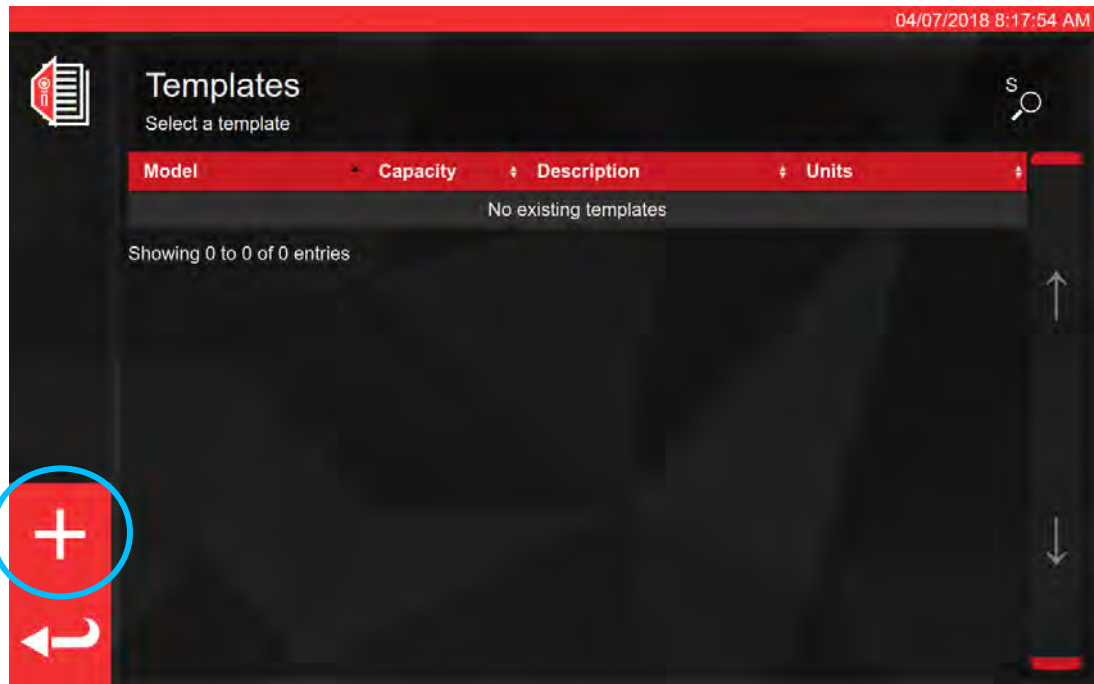 04/07/2018 8:17:54 AM
Templates
S
Select a template
Model Capacity Description Units
No existing templates
Showing 0 to 0 of 0 entries